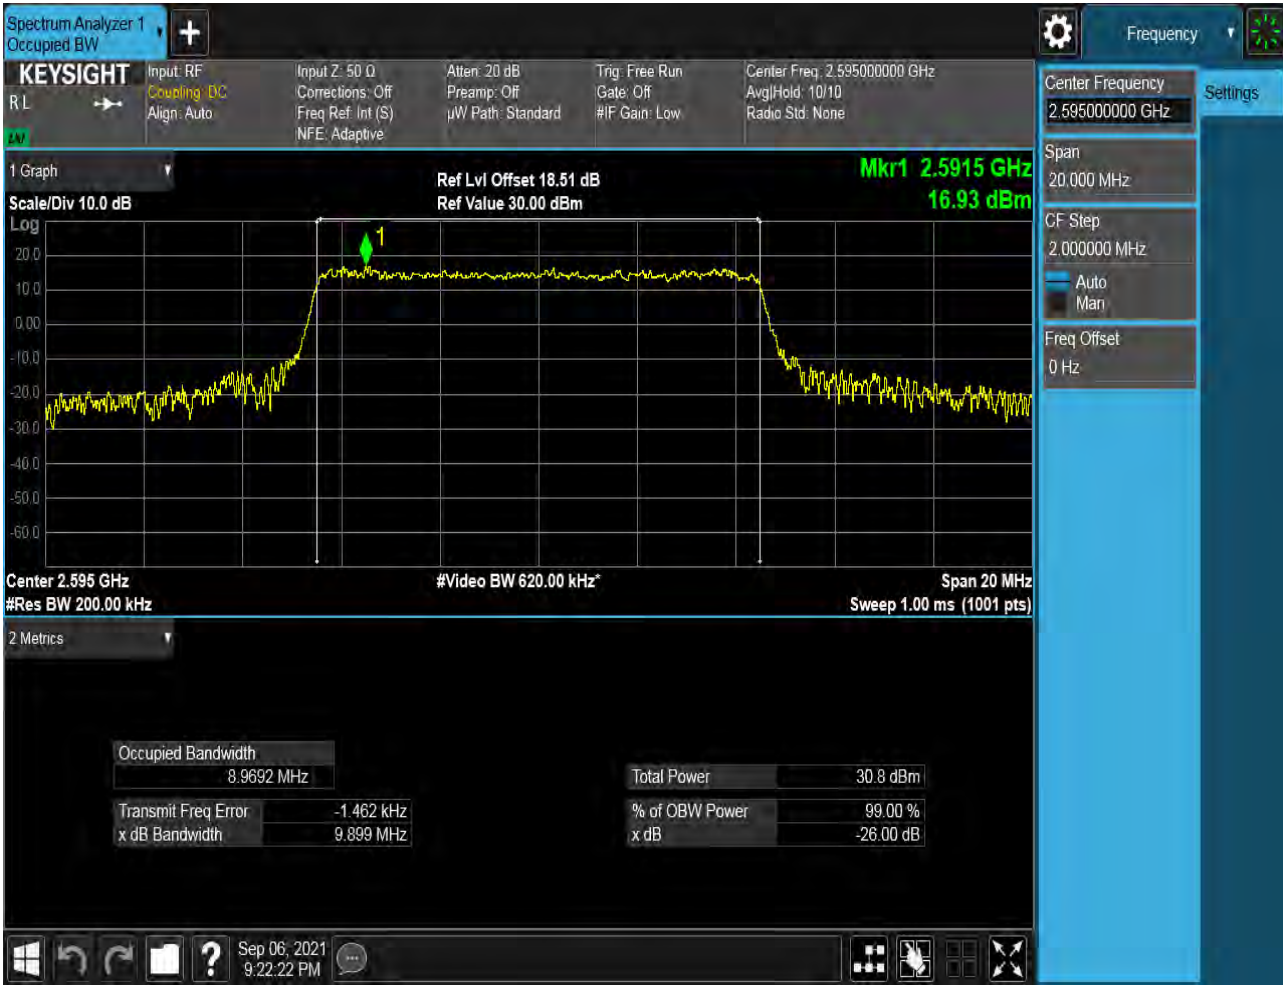 Spectrum Analyzer 1
Occupied BW
Frequency
KEYSIGHT
R L
Input: RF
Coupling: DC
Align: Auto
Input Z: 50 Ω
Corrections: Off
Freq Ref: Int (S)
NFE: Adaptive
Atten: 20 dB
Preamp: Off
µW Path: Standard
Trig: Free Run
Gate: Off
#IF Gain: Low
Center Freq: 2.595000000 GHz
Avg|Hold: 10/10
Radio Std: None
Center Frequency
2.595000000 GHz
Settings
Span
20.000 MHz
CF Step
2.000000 MHz
Auto
Man
Freq Offset
0 Hz
1 Graph
Scale/Div 10.0 dB
Ref Lvl Offset 18.51 dB
Ref Value 30.00 dBm
Mkr1 2.5915 GHz
16.93 dBm
Log
1
20.0
10.0
0.00
-10.0
-20.0
-30.0
-40.0
-50.0
-60.0
Center 2.595 GHz
#Res BW 200.00 kHz
#Video BW 620.00 kHz*
Span 20 MHz
Sweep 1.00 ms (1001 pts)
2 Metrics
Occupied Bandwidth
8.9692 MHz
Transmit Freq Error -1.462 kHz
x dB Bandwidth 9.899 MHz
Total Power 30.8 dBm
% of OBW Power 99.00 %
x dB -26.00 dB
Sep 06, 2021
9:22:22 PM